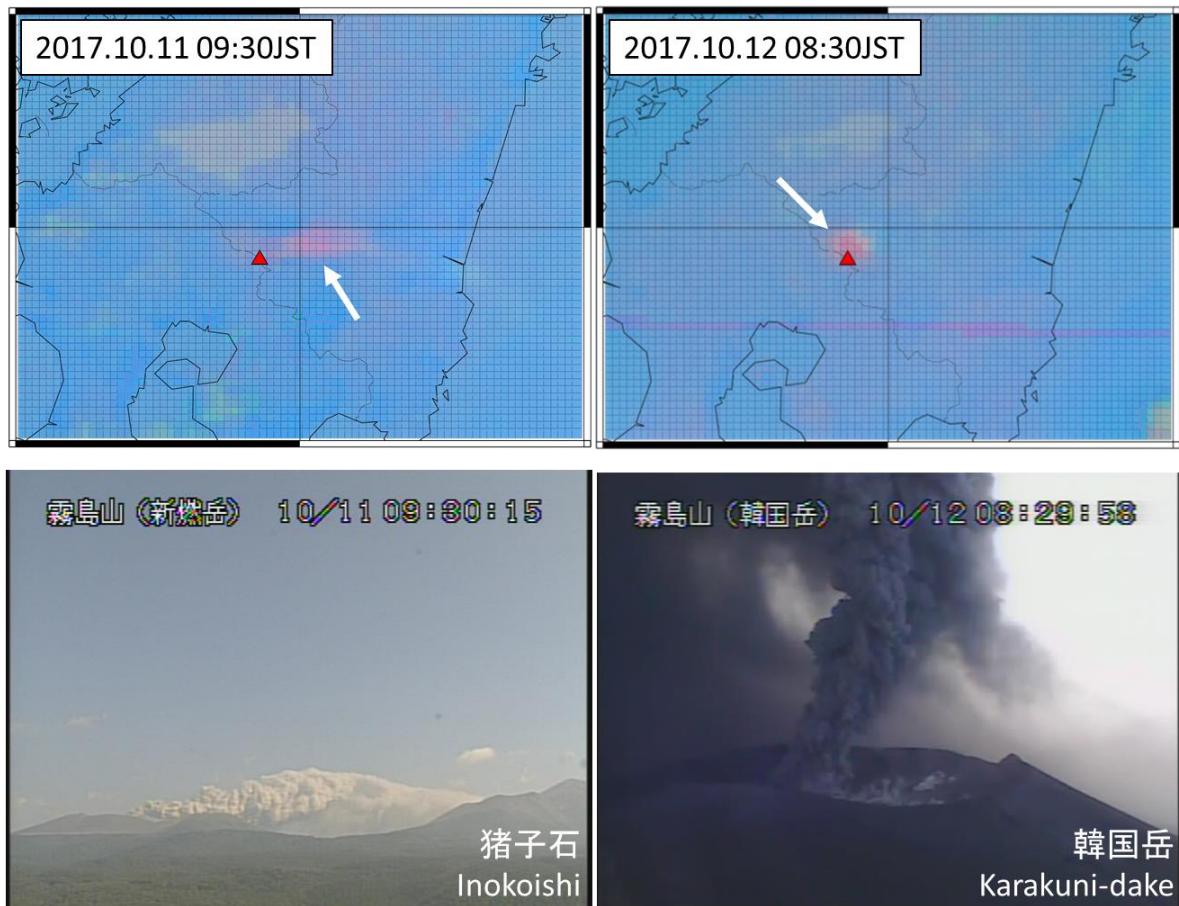 2017.10.11 09:30JST
2017.10.12 08:30JST
霧島山（新燃岳） 10/11 09:30:15
霧島山（韓国岳） 10/12 08:29:58
猪子石
Inokoishi
韓国岳
Karakuni-dake